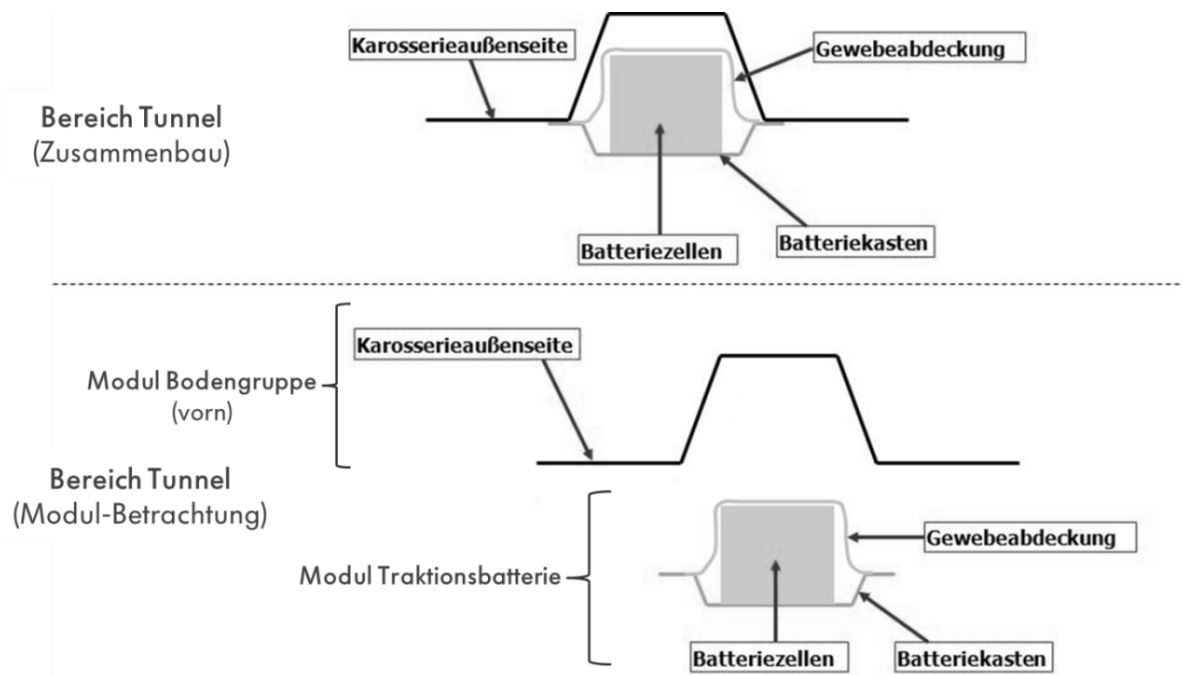 Karosserieaußenseite
Gewebeabdeckung
Bereich Tunnel
(Zusammenbau)
Batteriezellen
Batteriekasten
Karosserieaußenseite
Modul Bodengruppe
(vorn)
Bereich Tunnel
(Modul-Betrachtung)
Gewebeabdeckung
Modul Traktionsbatterie
Batteriezellen
Batteriekasten